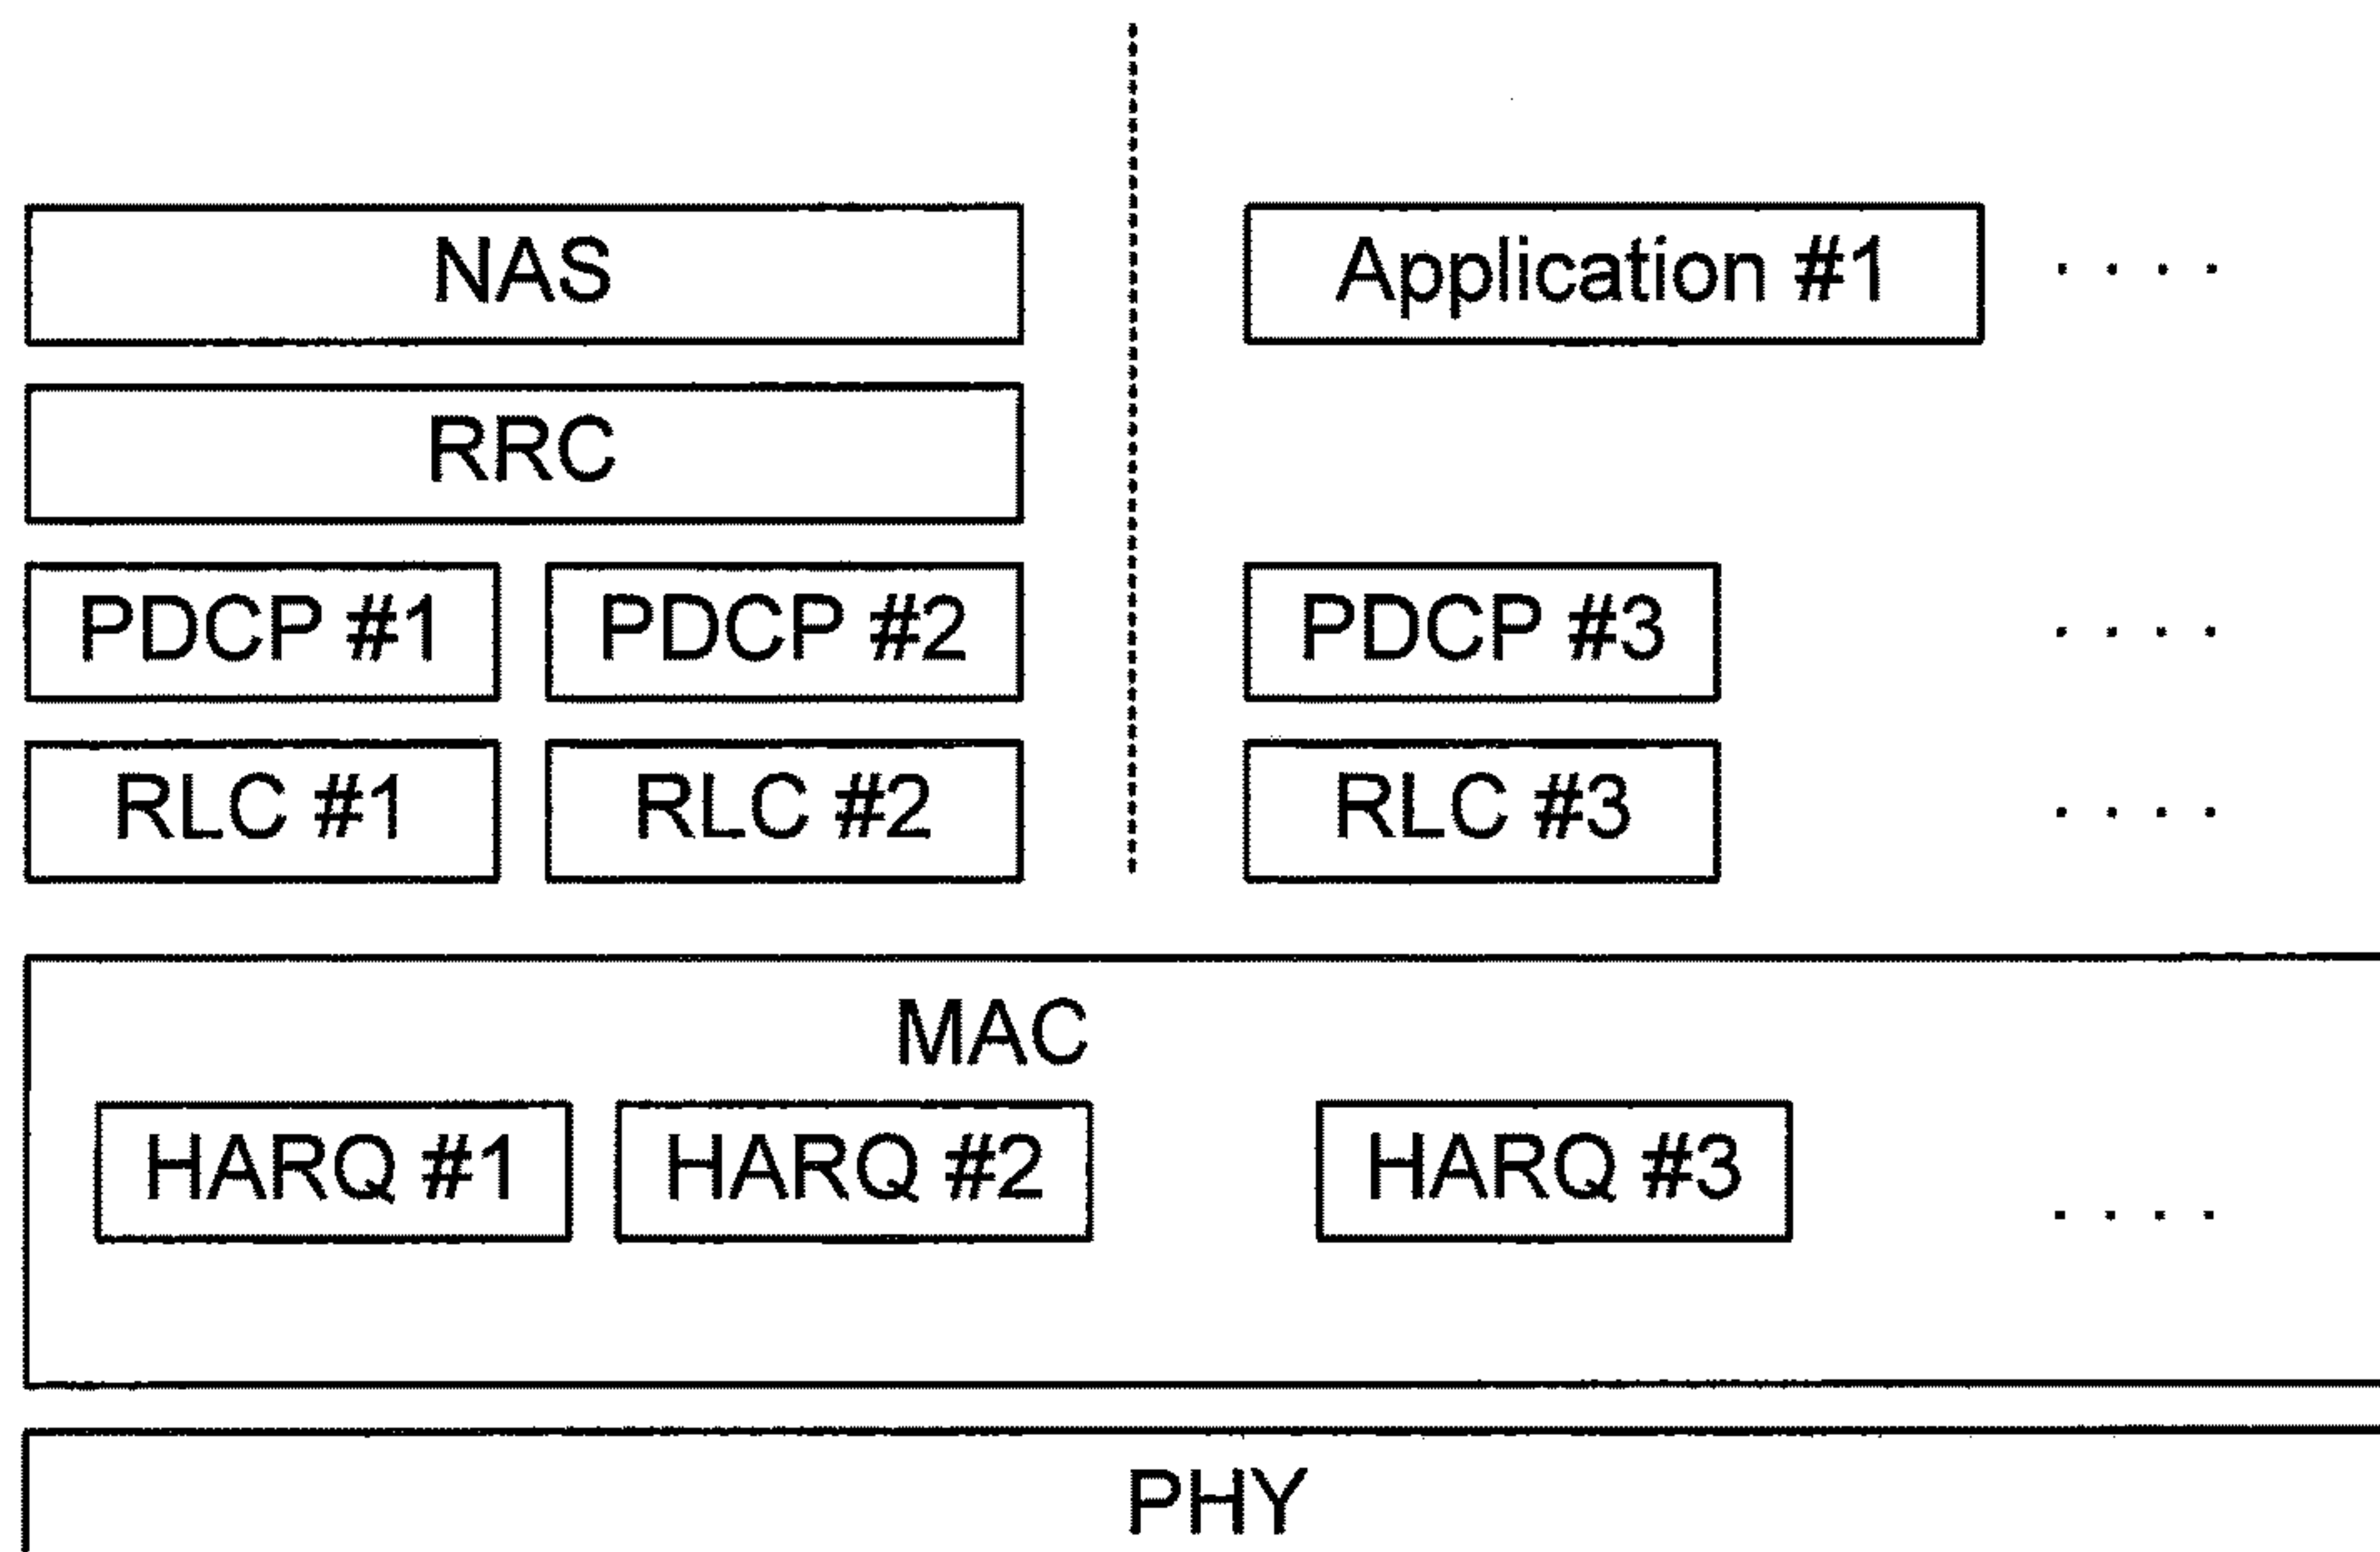 NAS Application #1 . . . .
RRC
PDCP #1 PDCP #2 PDCP #3 . . . .
RLC #1 RLC #2 RLC #3 . . . .
MAC
HARQ #1 HARQ #2 HARQ #3 . . . .
PHY